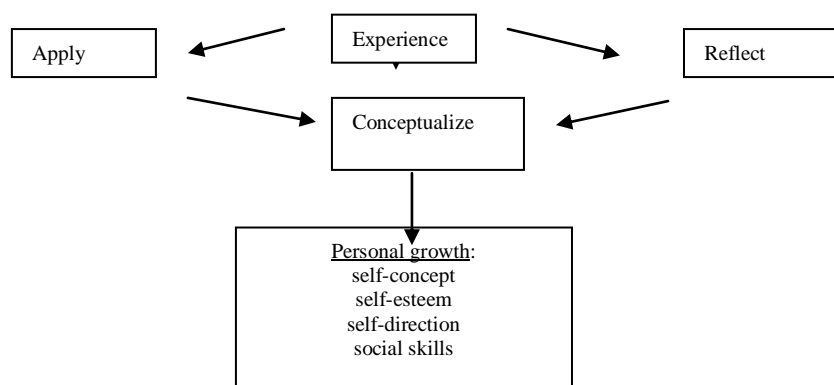 Experience
Apply
Reflect
Conceptualize
Personal growth:
self-concept
self-esteem
self-direction
social skills